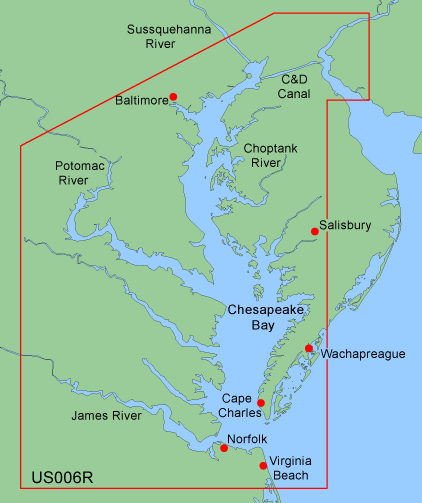 Sussquehanna
River
C&D
Canal
Baltimore
Choptank
River
Potomac
River
Salisbury
Chesapeake
Bay
Wachapreague
Cape
Charles
James River
Norfolk
Virginia
Beach
US006R